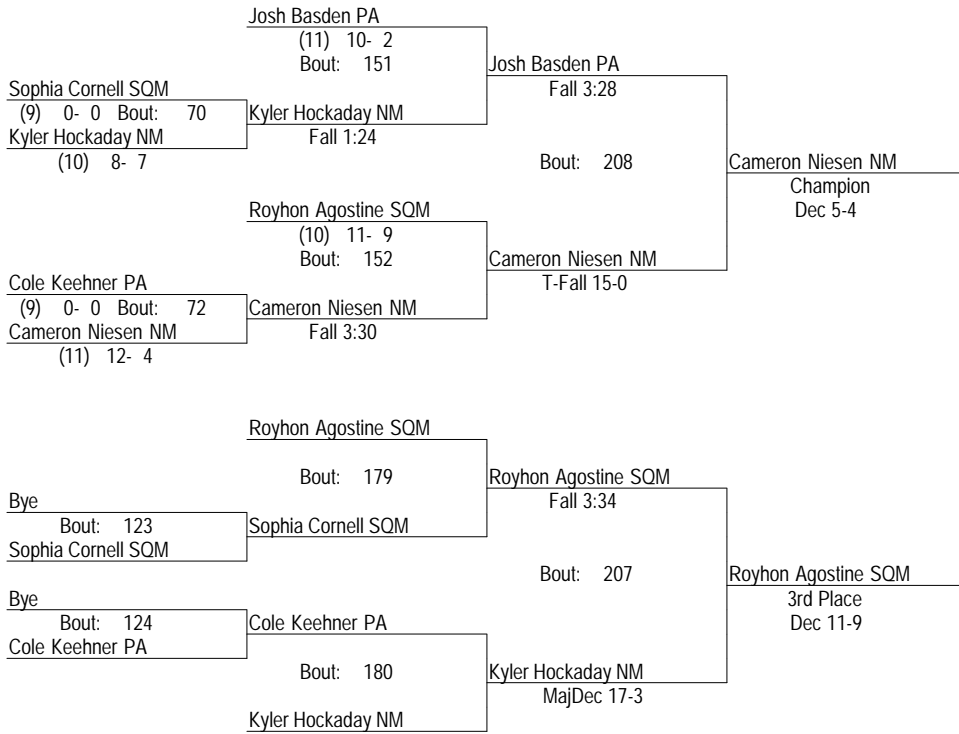 Josh Basden PA
(11) 10- 2
Bout: 151
Josh Basden PA
Fall 3:28
Sophia Cornell SQM
(9) 0- 0 Bout: 70
Kyler Hockaday NM
Kyler Hockaday NM
Fall 1:24
(10) 8- 7
Bout: 208
Cameron Niesen NM
Champion
Dec 5-4
Royhon Agostine SQM
(10) 11- 9
Bout: 152
Cameron Niesen NM
T-Fall 15-0
Cole Keehner PA
(9) 0- 0 Bout: 72
Cameron Niesen NM
Cameron Niesen NM
Fall 3:30
(11) 12- 4
Royhon Agostine SQM
Bout: 179
Royhon Agostine SQM
Fall 3:34
Bye
Bout: 123
Sophia Cornell SQM
Sophia Cornell SQM
Bout: 207
Royhon Agostine SQM
3rd Place
Dec 11-9
Bye
Bout: 124
Cole Keehner PA
Cole Keehner PA
Bout: 180
Kyler Hockaday NM
MajDec 17-3
Kyler Hockaday NM